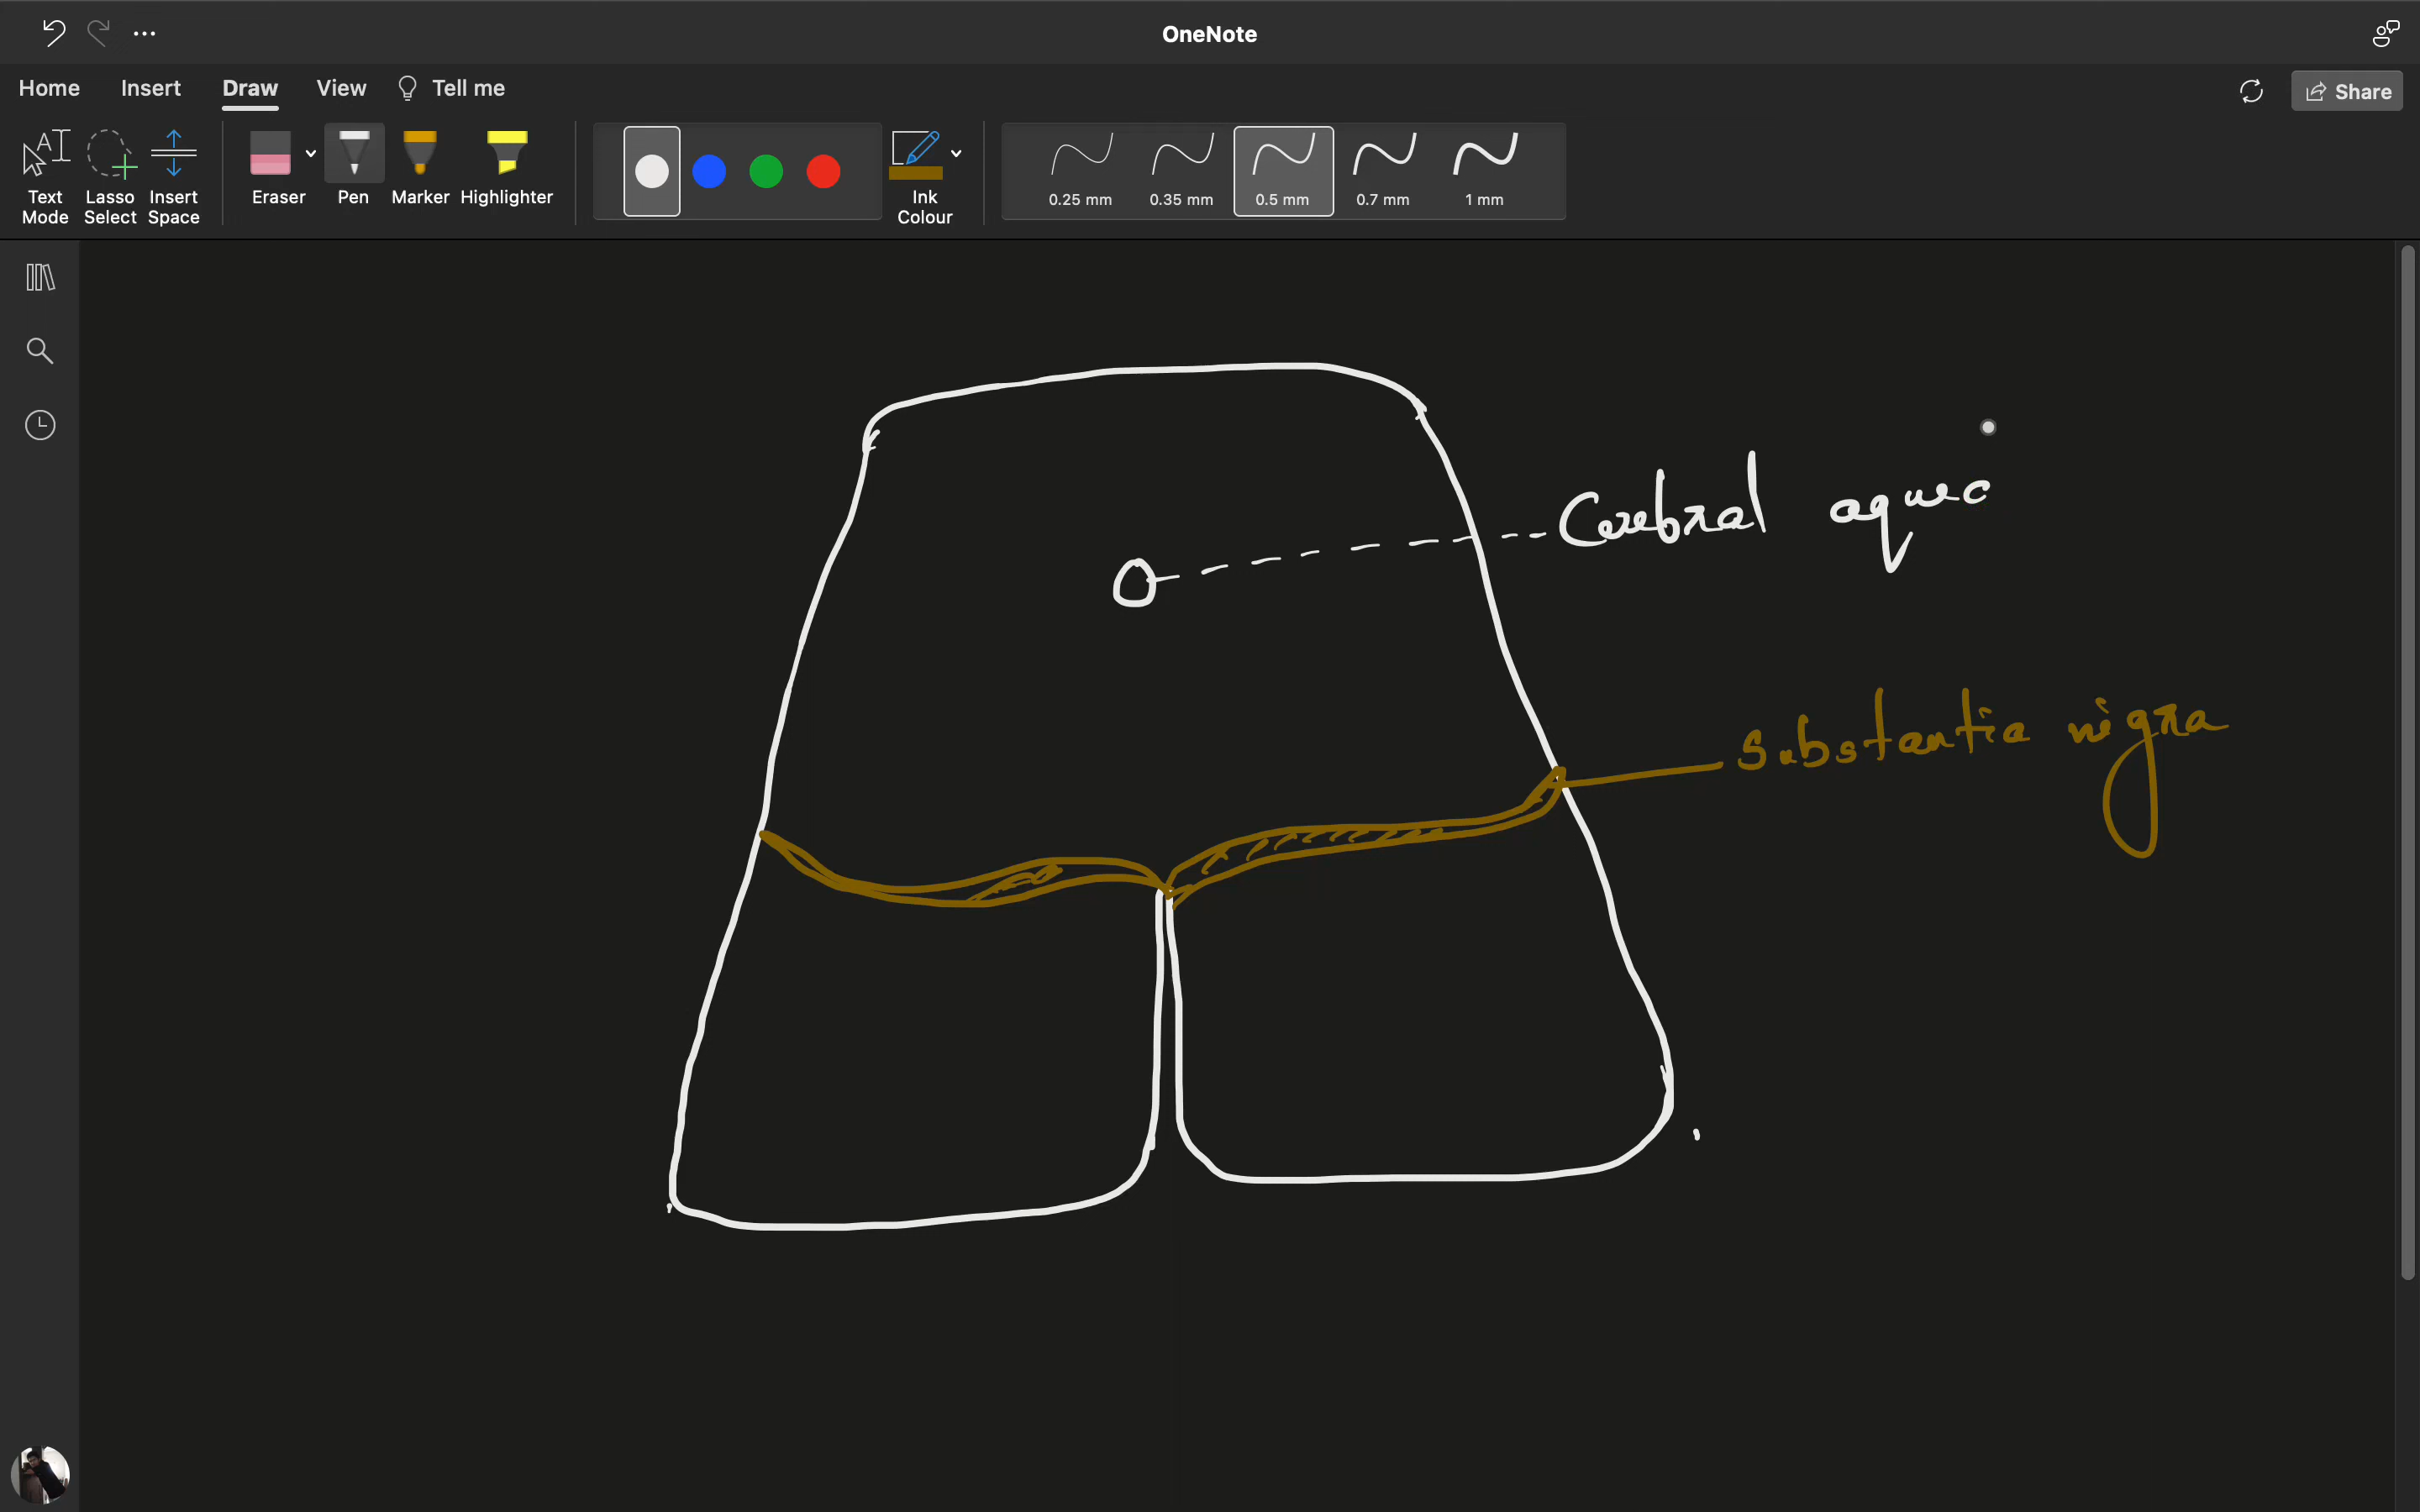 OneNote
Home Insert Draw View Tell me Share
Text Mode Lasso Select Insert Space Eraser Pen Marker Highlighter Ink Colour 0.25 mm 0.35 mm 0.5 mm 0.7 mm 1 mm
Cerebral aquec
Substantia nigra